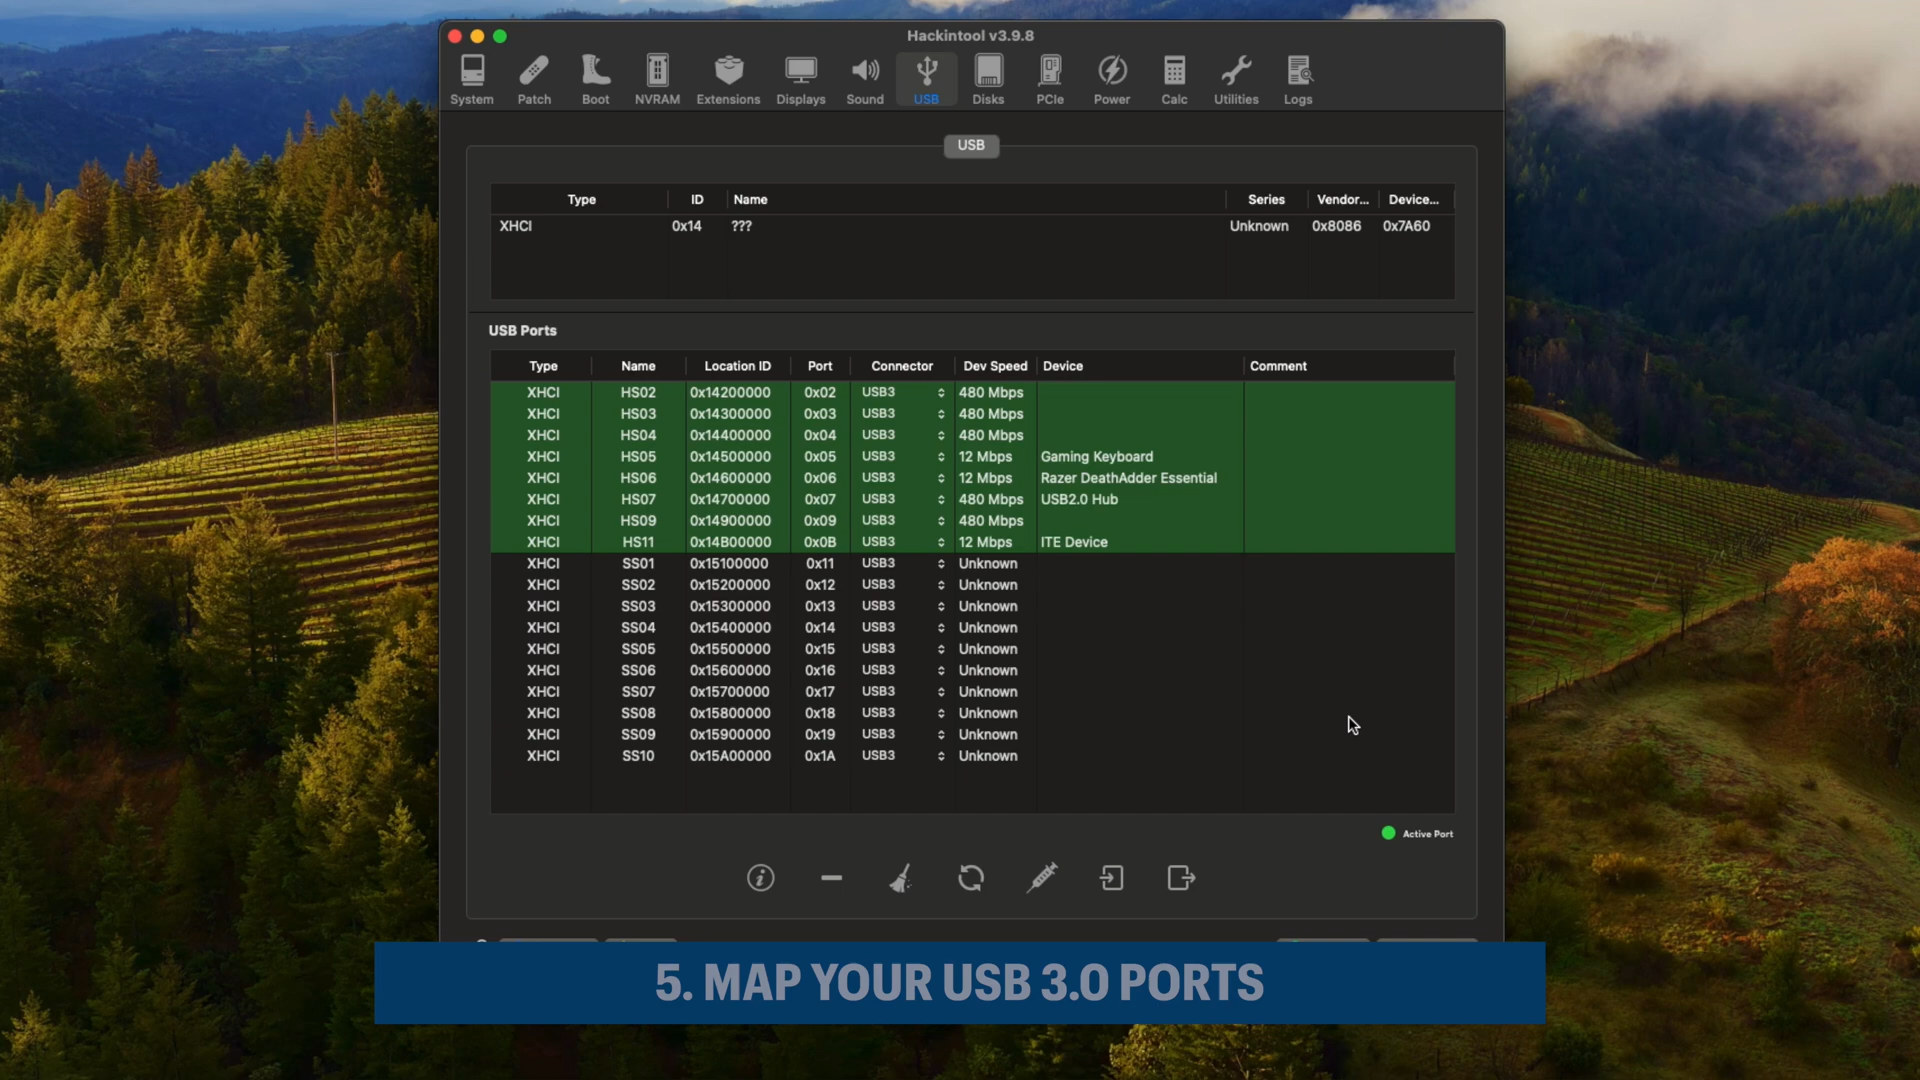 Hackintool v3.9.8
System Patch Boot NVRAM Extensions Displays Sound USB Disks PCIe Power Calc Utilities Logs
USB
Type ID Name Series Vendor... Device...
XHCI 0x14 ??? Unknown 0x8086 0x7A60
USB Ports
Type Name Location ID Port Connector Dev Speed Device Comment
XHCI HS02 0x14200000 0x02 USB3 480 Mbps
XHCI HS03 0x14300000 0x03 USB3 480 Mbps
XHCI HS04 0x14400000 0x04 USB3 480 Mbps
XHCI HS05 0x14500000 0x05 USB3 12 Mbps Gaming Keyboard
XHCI HS06 0x14600000 0x06 USB3 12 Mbps Razer DeathAdder Essential
XHCI HS07 0x14700000 0x07 USB3 480 Mbps USB2.0 Hub
XHCI HS09 0x14900000 0x09 USB3 480 Mbps
XHCI HS11 0x14B00000 0x0B USB3 12 Mbps ITE Device
XHCI SS01 0x15100000 0x11 USB3 Unknown
XHCI SS02 0x15200000 0x12 USB3 Unknown
XHCI SS03 0x15300000 0x13 USB3 Unknown
XHCI SS04 0x15400000 0x14 USB3 Unknown
XHCI SS05 0x15500000 0x15 USB3 Unknown
XHCI SS06 0x15600000 0x16 USB3 Unknown
XHCI SS07 0x15700000 0x17 USB3 Unknown
XHCI SS08 0x15800000 0x18 USB3 Unknown
XHCI SS09 0x15900000 0x19 USB3 Unknown
XHCI SS10 0x15A00000 0x1A USB3 Unknown
Active Port
5. MAP YOUR USB 3.0 PORTS